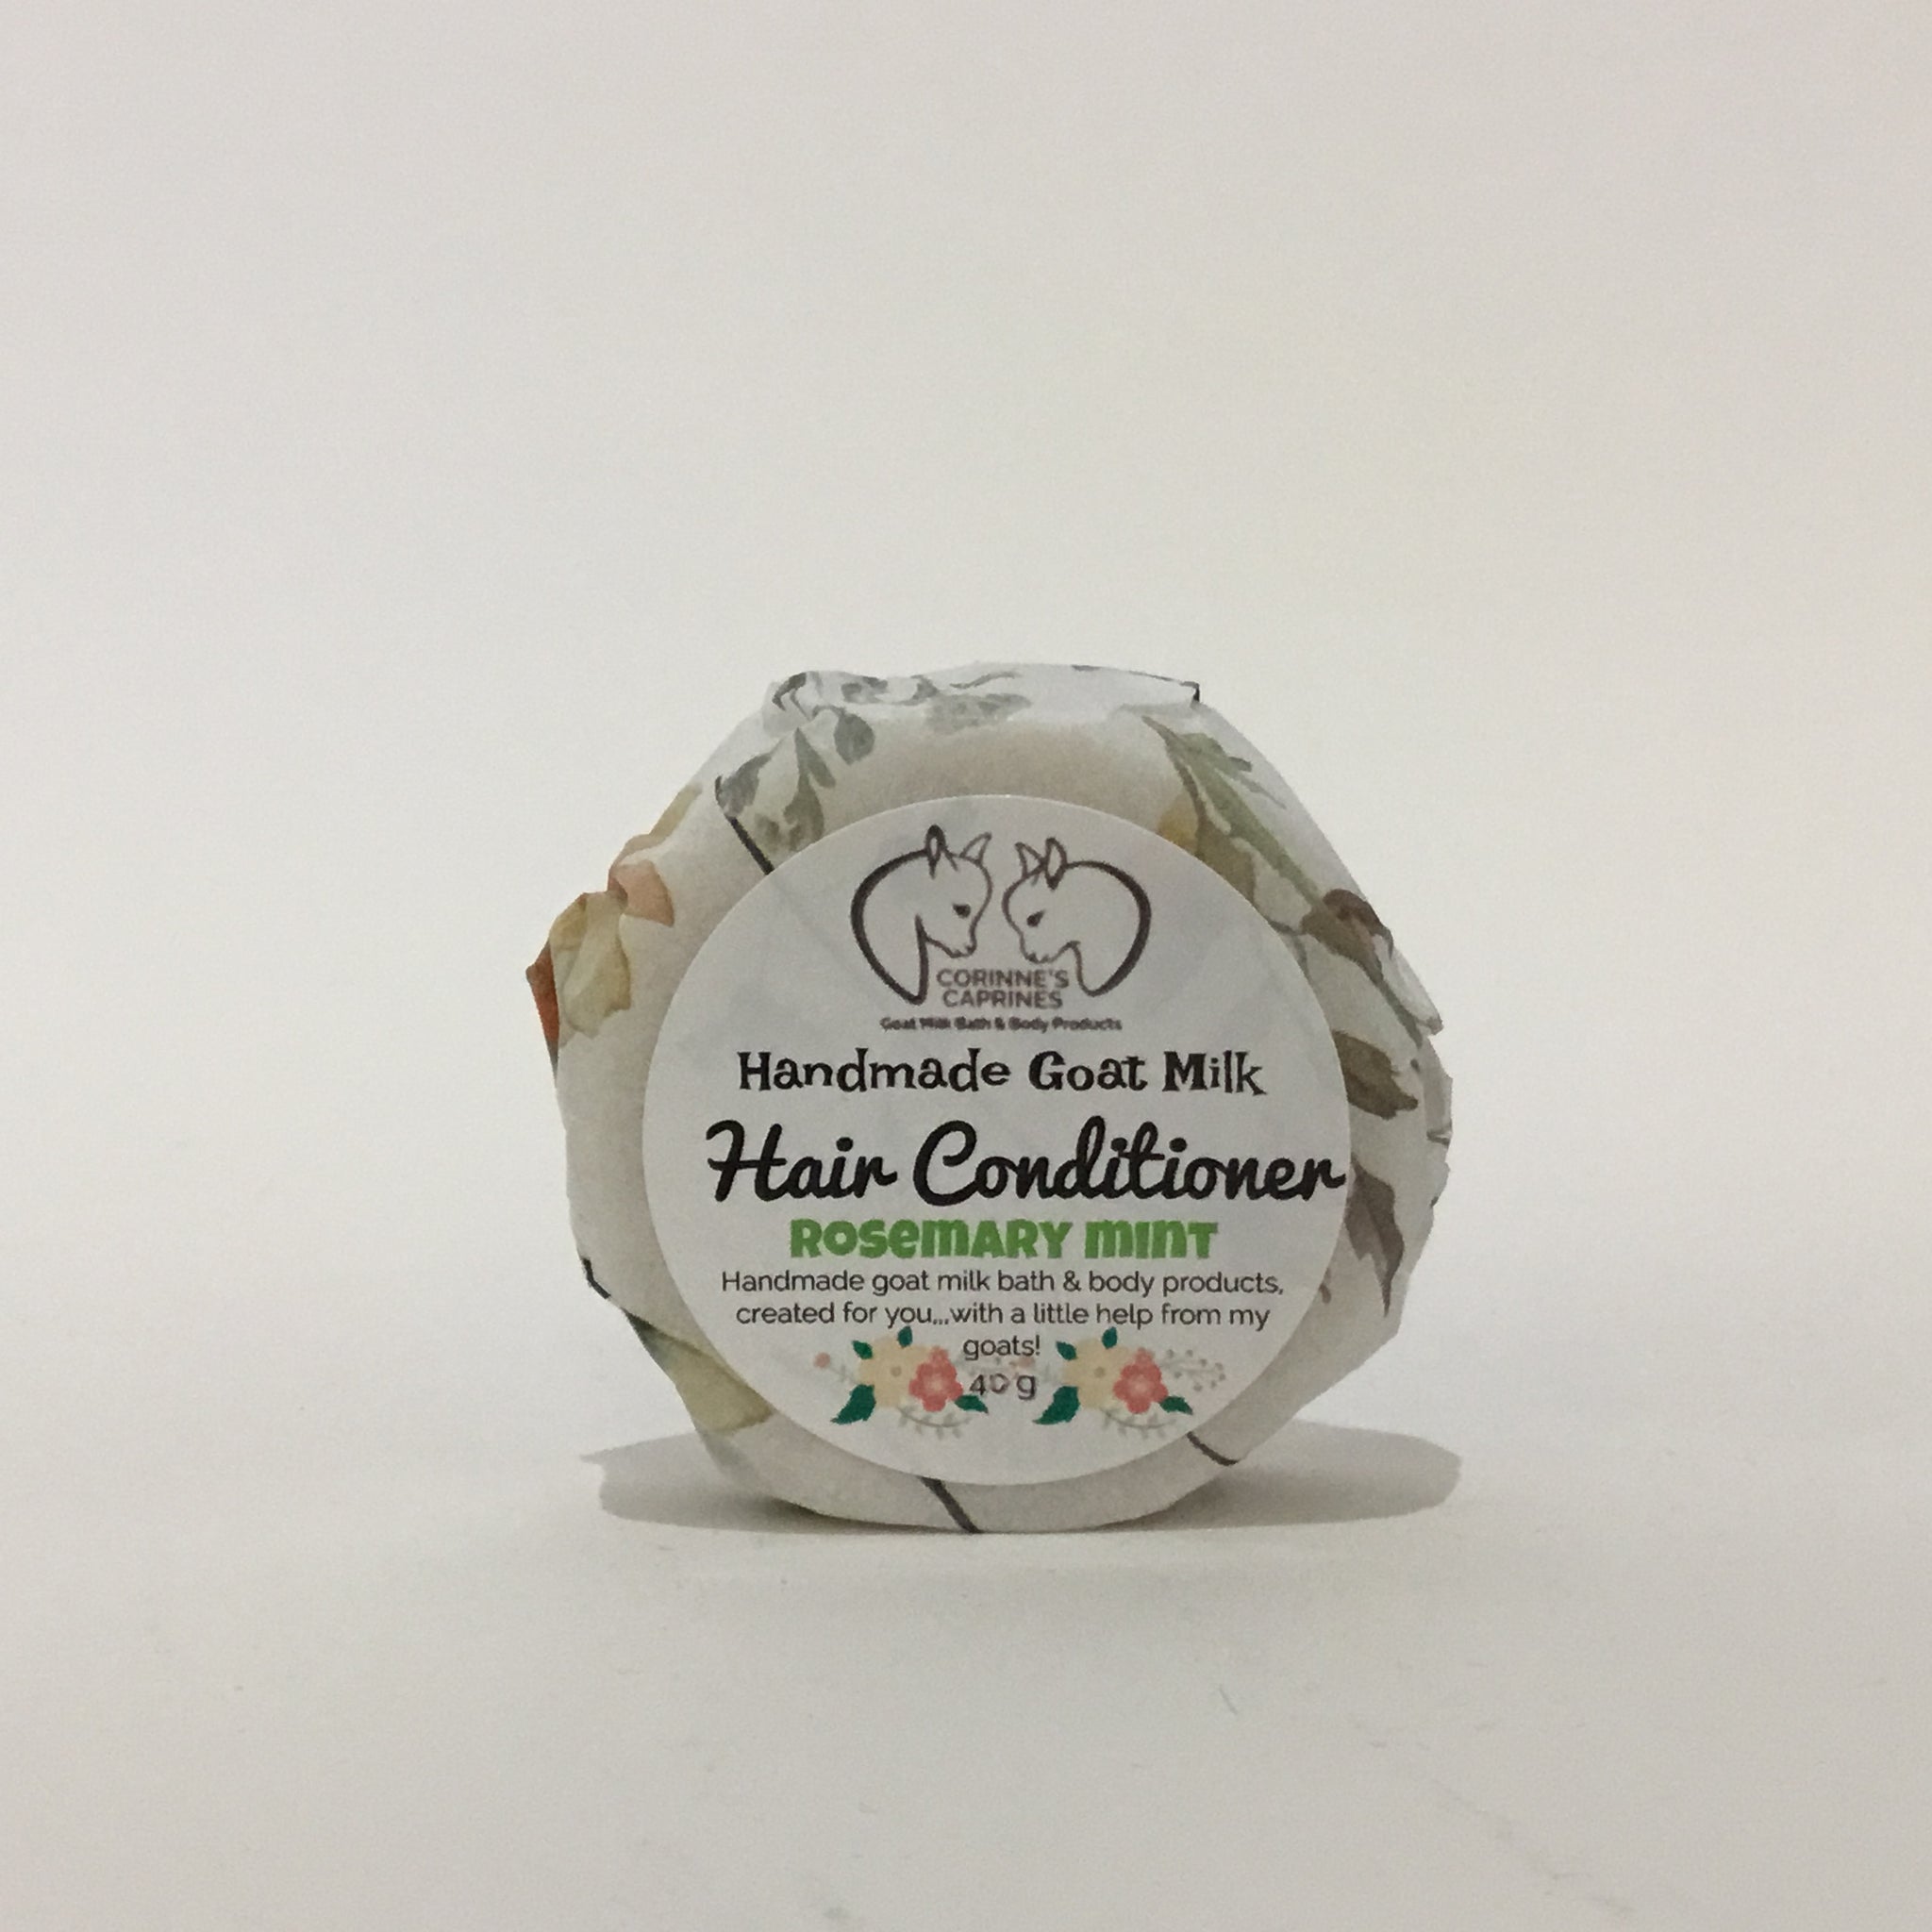 CORINNE'S
CAPRINES
Goat Milk Bath & Body Products
Handmade Goat Milk
Hair Conditioner
ROSEMARY MINT
Handmade goat milk bath & body products,
created for you...with a little help from my
goats!
40 g